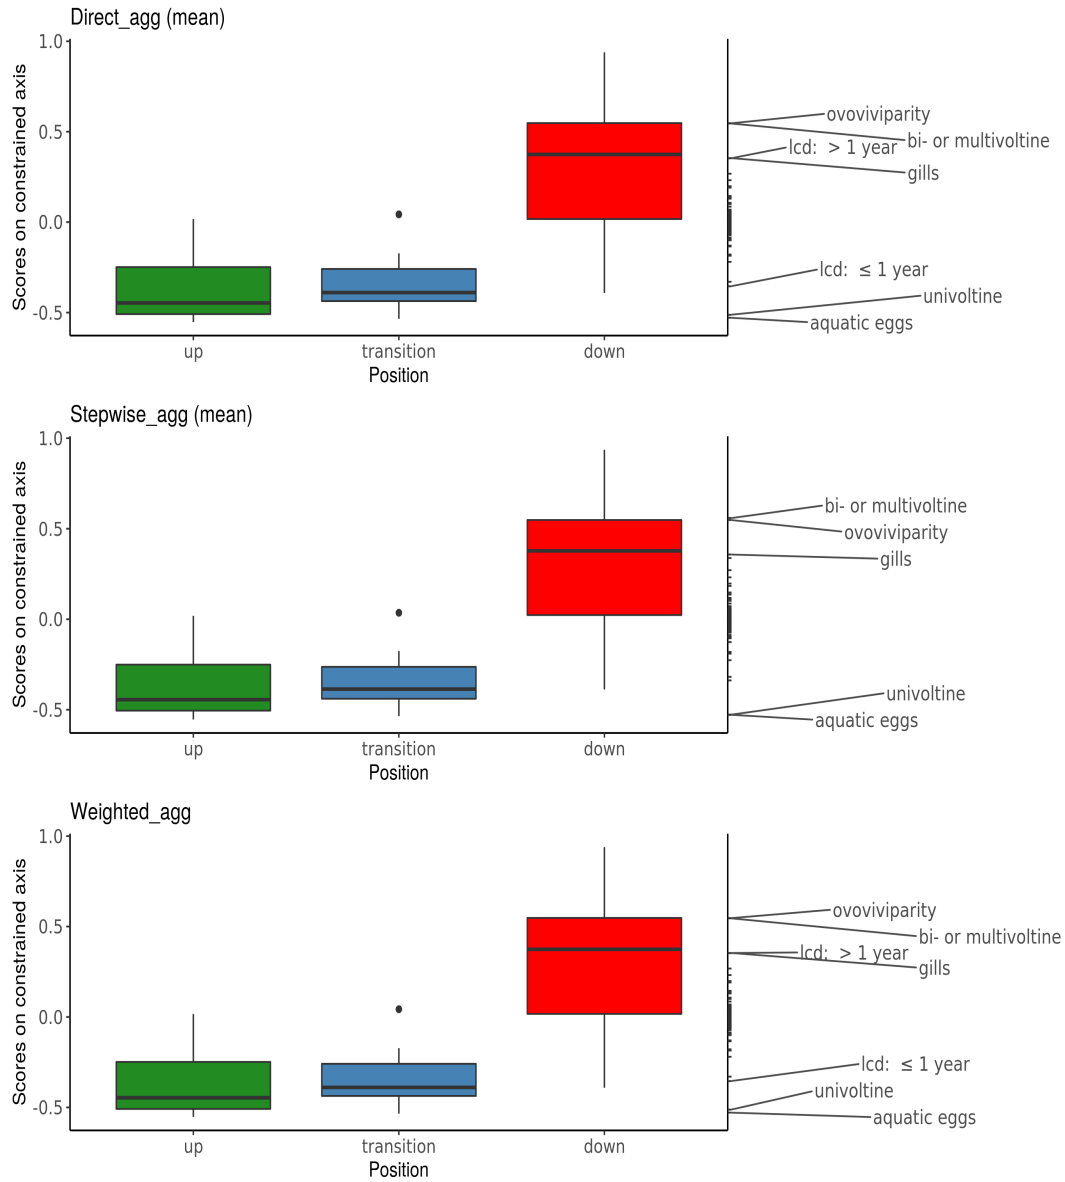 Direct_agg (mean)
Scores on constrained axis
1.0
0.5
0.0
-0.5
up
transition
down
Position
ovoviviparity
bi- or multivoltine
lcd:  > 1 year
gills
lcd:  ≤ 1 year
univoltine
aquatic eggs
Stepwise_agg (mean)
Scores on constrained axis
1.0
0.5
0.0
-0.5
up
transition
down
Position
bi- or multivoltine
ovoviviparity
gills
univoltine
aquatic eggs
Weighted_agg
Scores on constrained axis
1.0
0.5
0.0
-0.5
up
transition
down
Position
ovoviviparity
bi- or multivoltine
lcd:  > 1 year
gills
lcd:  ≤ 1 year
univoltine
aquatic eggs